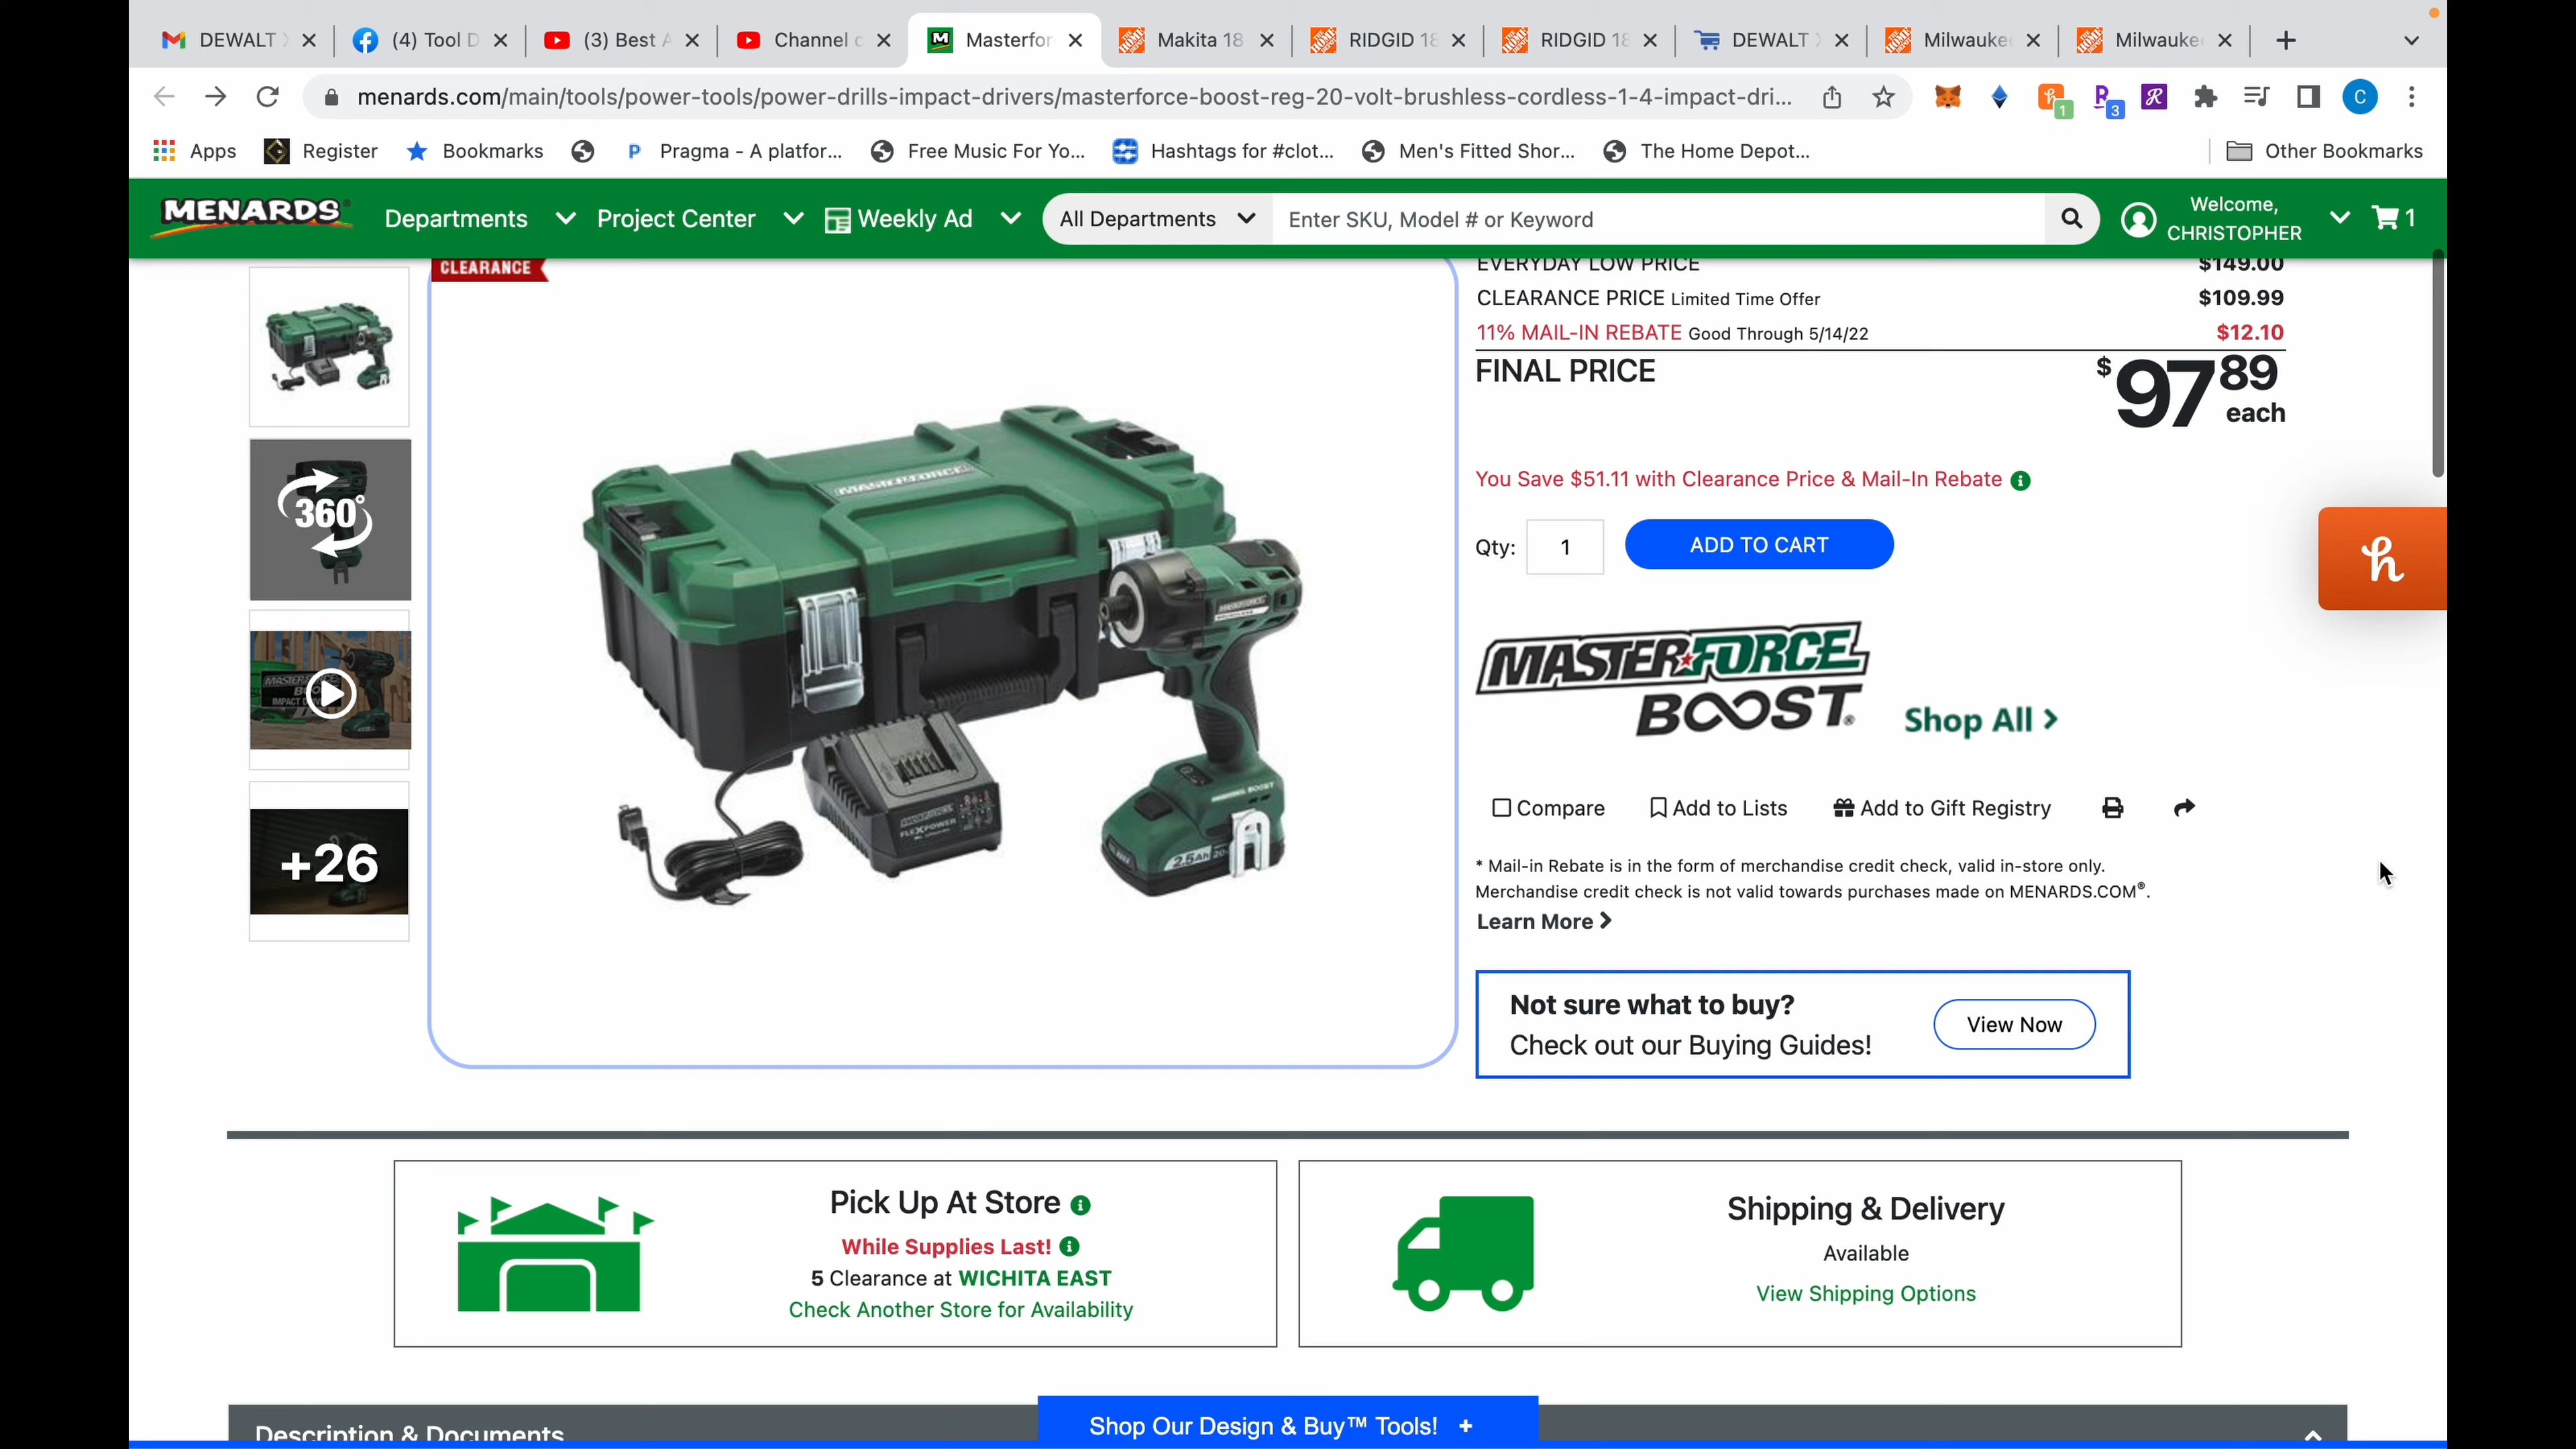 DEWALT
(4) Tool D
(3) Best A
Channel c
Masterfor
Makita 18
RIDGID 18
RIDGID 18
DEWALT
Milwauke
Milwauke
menards.com/main/tools/power-tools/power-drills-impact-drivers/masterforce-boost-reg-20-volt-brushless-cordless-1-4-impact-dri...
1
3
C
Apps
Register
Bookmarks
Pragma - A platfor...
Free Music For Yo...
Hashtags for #clot...
Men's Fitted Shor...
The Home Depot...
Other Bookmarks
MENARDS
Departments
Project Center
Weekly Ad
All Departments
Enter SKU, Model # or Keyword
Welcome,
CHRISTOPHER
1
CLEARANCE
EVERYDAY LOW PRICE $149.00
CLEARANCE PRICE Limited Time Offer $109.99
11% MAIL-IN REBATE Good Through 5/14/22 $12.10
FINAL PRICE $97 89 each
You Save $51.11 with Clearance Price & Mail-In Rebate
Qty: 1 ADD TO CART
360°
+26
MASTERFORCE
FLEXPOWER
2.5Ah
MASTERFORCE
BOOST®
Shop All
Compare
Add to Lists
Add to Gift Registry
* Mail-in Rebate is in the form of merchandise credit check, valid in-store only.
Merchandise credit check is not valid towards purchases made on MENARDS.COM®.
Learn More
Not sure what to buy?
Check out our Buying Guides!
View Now
Pick Up At Store
While Supplies Last!
5 Clearance at WICHITA EAST
Check Another Store for Availability
Shipping & Delivery
Available
View Shipping Options
Description & Documents
Shop Our Design & Buy™ Tools! +